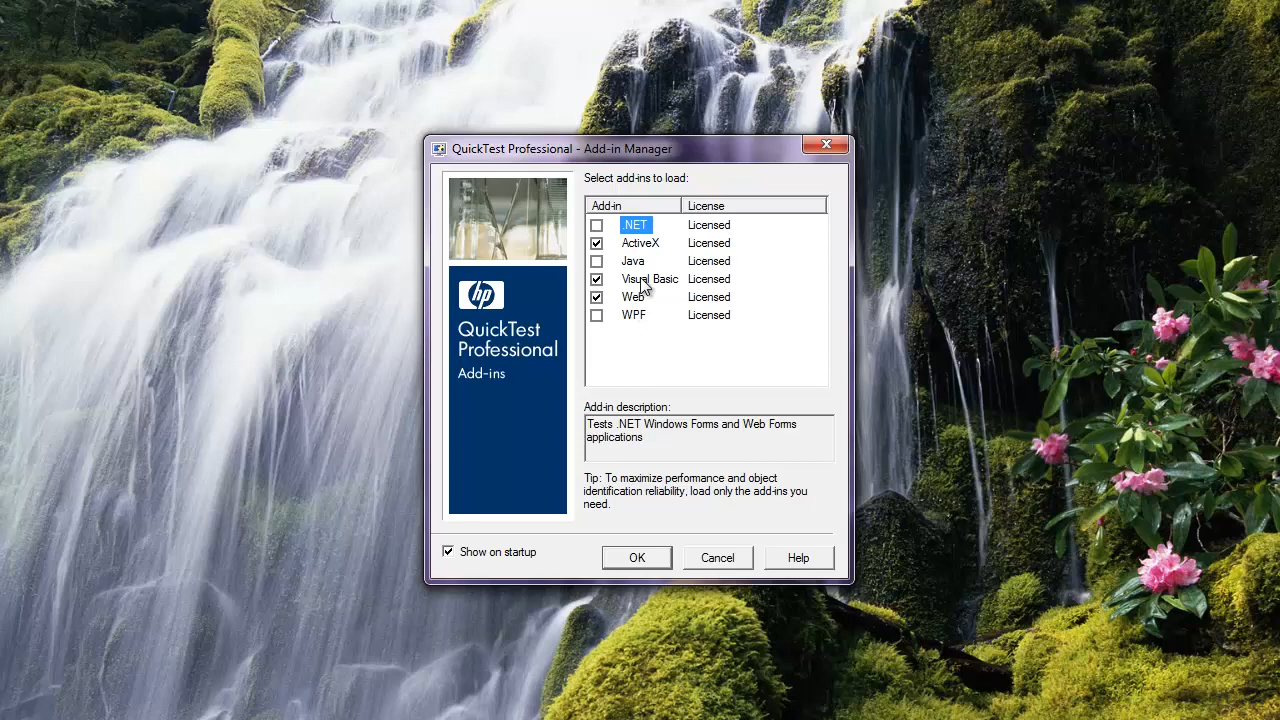 QuickTest Professional - Add-in Manager
Select add-ins to load:
Add-in License
.NET Licensed
ActiveX Licensed
Java Licensed
Visual Basic Licensed
Web Licensed
WPF Licensed
hp
QuickTest
Professional
Add-ins
Add-in description:
Tests .NET Windows Forms and Web Forms
applications
Tip: To maximize performance and object
identification reliability, load only the add-ins you
need.
Show on startup
OK Cancel Help